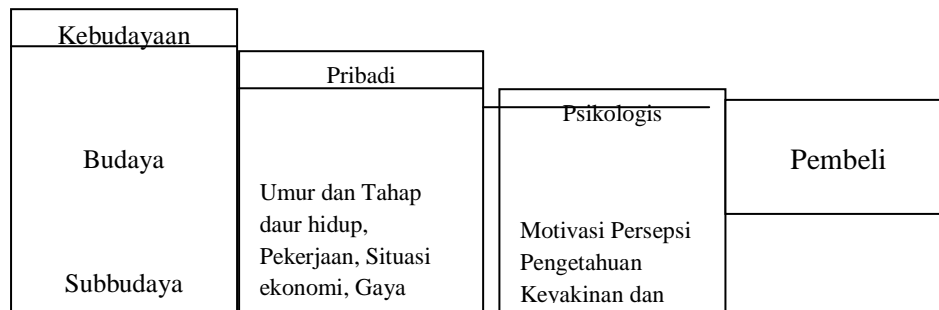 Kebudayaan
Budaya
Subbudaya
Pribadi
Umur dan Tahap
daur hidup,
Pekerjaan, Situasi
ekonomi, Gaya
Psikologis
Motivasi Persepsi
Pengetahuan
Keyakinan dan
Pembeli